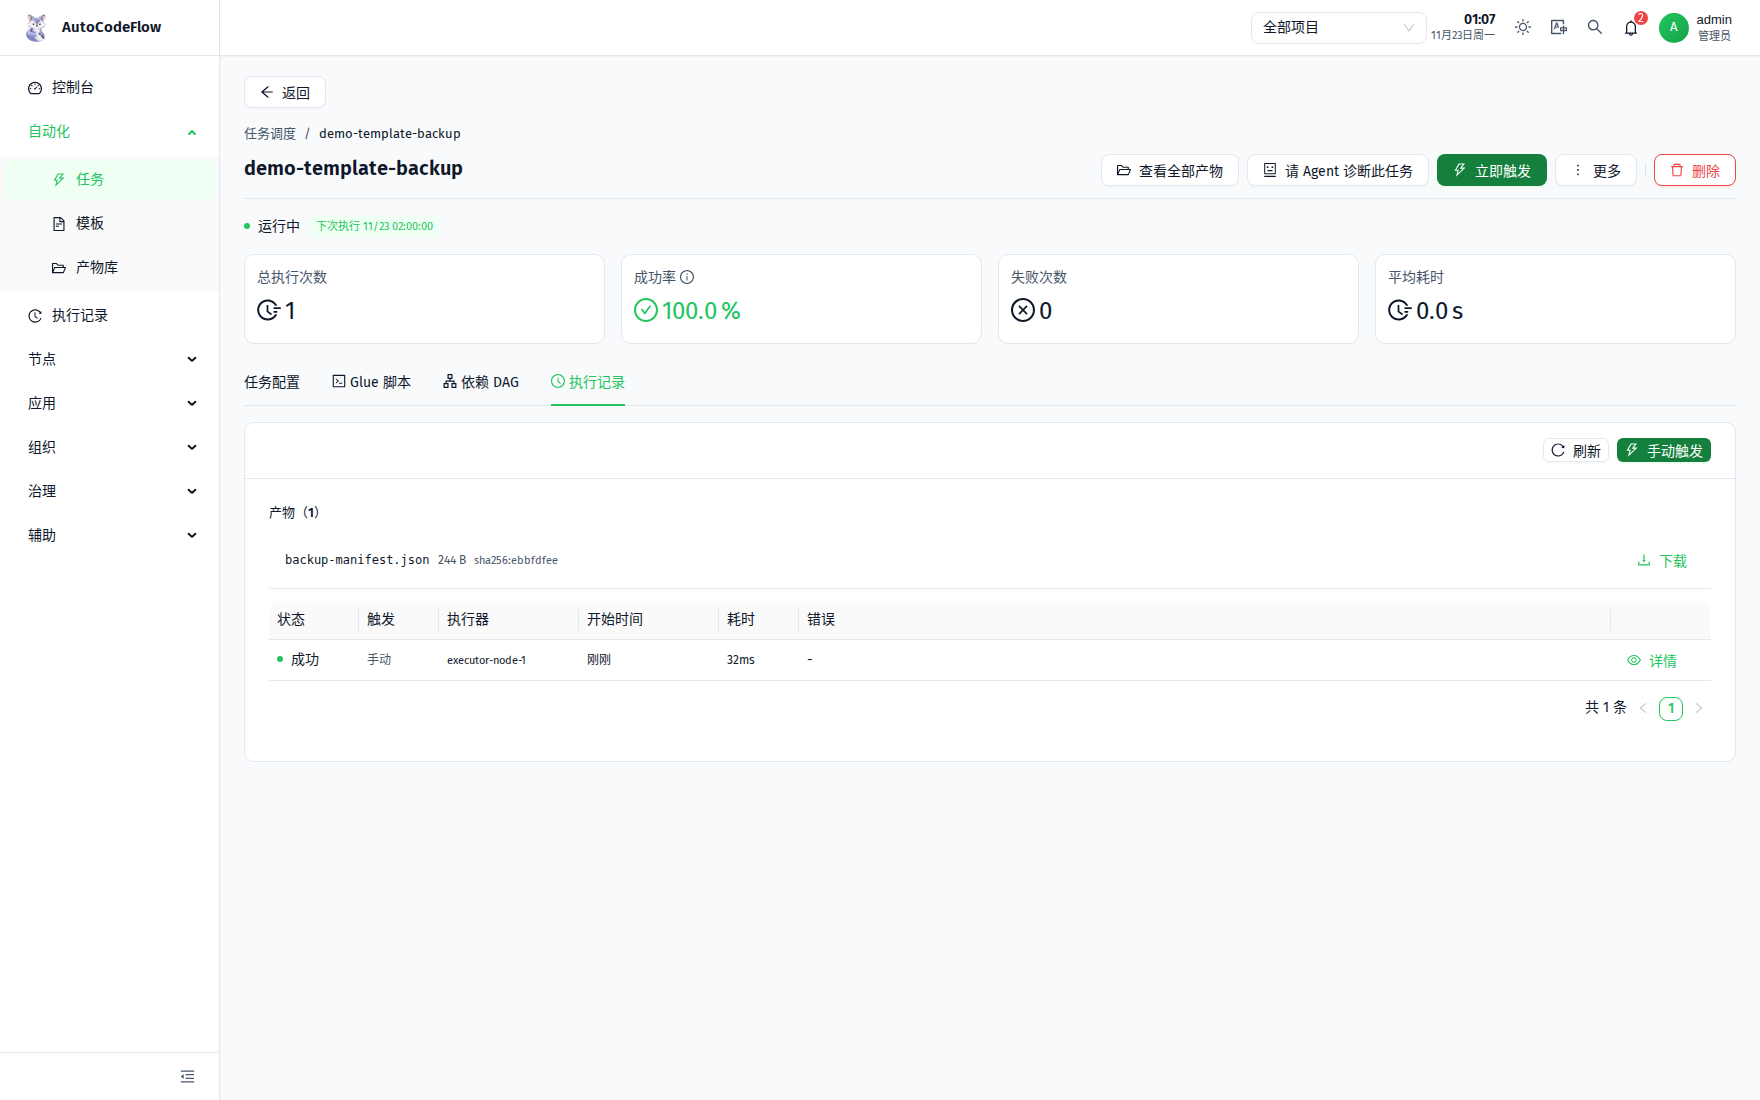 AutoCodeFlow
全部项目
01:07
11月23日周一
2
A
admin
管理员
控制台
自动化
任务
模板
产物库
执行记录
节点
应用
组织
治理
辅助
返回
任务调度 / demo-template-backup
demo-template-backup
查看全部产物
请 Agent 诊断此任务
立即触发
更多
删除
运行中 下次执行 11/23 02:00:00
总执行次数
1
成功率
100.0 %
失败次数
0
平均耗时
0.0 s
任务配置
Glue 脚本
依赖 DAG
执行记录
刷新
手动触发
产物（1）
backup-manifest.json 244 B sha256:ebbfdfee
下载
状态 触发 执行器 开始时间 耗时 错误
成功 手动 executor-node-1 刚刚 32ms - 详情
共 1 条 < 1 >